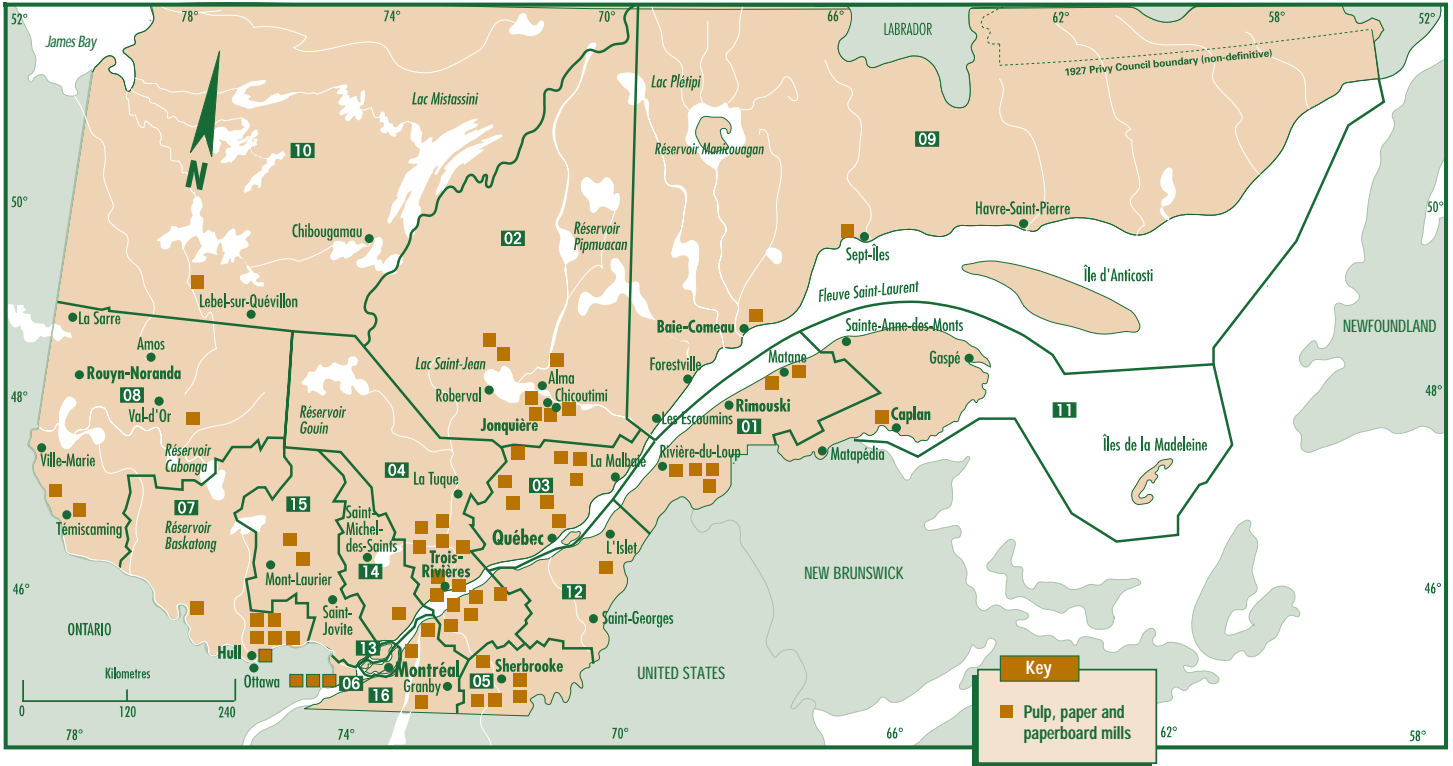 52°
78°
74°
70°
66°
62°
58°
52°
James Bay
LABRADOR
1927 Privy Council boundary (non-definitive)
Lac Mistassini
Lac Plétipi
10
09
Réservoir Manicouagan
N
50°
50°
Havre-Saint-Pierre
Chibougamau
02
Réservoir
Pipmuacan
Sept-Îles
Île d'Anticosti
Lebel-sur-Quévillon
Fleuve Saint-Laurent
La Sarre
Baie-Comeau
Sainte-Anne-des-Monts
NEWFOUNDLAND
Amos
Lac Saint-Jean
Forestville
Matane
Gaspé
Rouyn-Noranda
Alma
48°
08
Roberval
Chicoutimi
48°
Val-d'Or
Réservoir
Gouin
Jonquière
Les Escoumins
Rimouski
01
Caplan
11
Ville-Marie
Réservoir
Cabonga
04
La Malbaie
Rivière-du-Loup
Matapédia
Îles de la Madeleine
La Tuque
03
07
15
Saint-
Michel-
des-Saints
Témiscaming
Réservoir
Baskatong
Québec
L'Islet
Trois-
Rivières
Mont-Laurier
14
NEW BRUNSWICK
46°
12
46°
Saint-
Jovite
Saint-Georges
ONTARIO
13
Hull
Montréal
Sherbrooke
Ottawa
06
Granby
05
UNITED STATES
16
Kilometres
0
120
240
Key
Pulp, paper and
paperboard mills
78°
74°
70°
66°
62°
58°